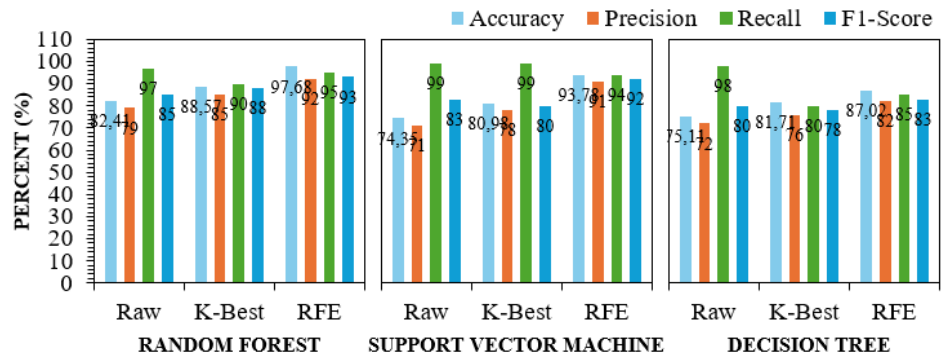 Accuracy Precision Recall F1-Score
PERCENT (%)
110
100
90
80
70
60
50
40
30
20
10
0
82,41 79 97 85 88,57 85 90 88 97,68 92 95 93
74,35 71 99 83 80,98 78 99 80 93,78 91 94 92
75,11 72 98 80 81,71 76 80 78 87,02 82 85 83
Raw K-Best RFE Raw K-Best RFE Raw K-Best RFE
RANDOM FOREST SUPPORT VECTOR MACHINE DECISION TREE